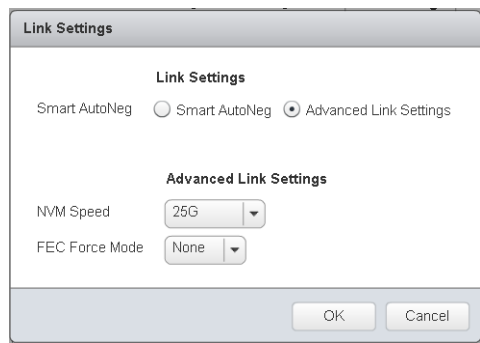 Link Settings
Link Settings
Smart AutoNeg Smart AutoNeg Advanced Link Settings
Advanced Link Settings
NVM Speed 25G
FEC Force Mode None
OK Cancel